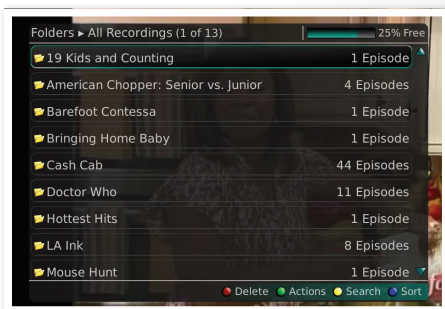 Folders ▸ All Recordings (1 of 13) 25% Free
19 Kids and Counting 1 Episode
American Chopper: Senior vs. Junior 4 Episodes
Barefoot Contessa 1 Episode
Bringing Home Baby 1 Episode
Cash Cab 44 Episodes
Doctor Who 11 Episodes
Hottest Hits 1 Episode
LA Ink 8 Episodes
Mouse Hunt 1 Episode
Delete Actions Search Sort